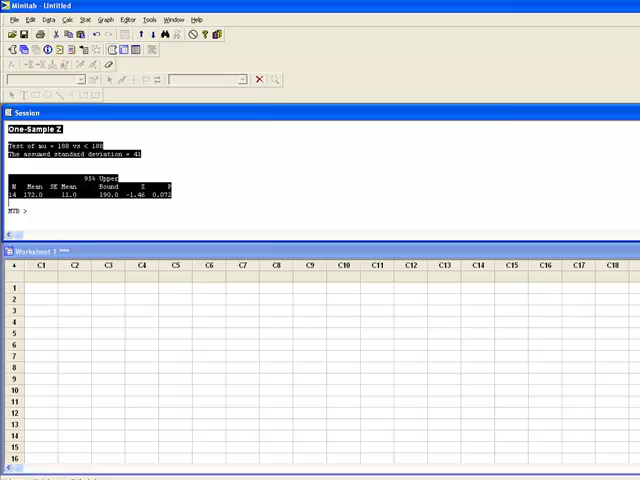 Minitab - Untitled
File Edit Data Calc Stat Graph Editor Tools Window Help
Session
One-Sample Z
Test of mu = 188 vs < 188
The assumed standard deviation = 41
95% Upper
N Mean SE Mean Bound Z P
14 172.0 11.0 190.0 -1.46 0.072
MTB >
Worksheet 1 ***
C1 C2 C3 C4 C5 C6 C7 C8 C9 C10 C11 C12 C13 C14 C15 C16 C17 C18
1
2
3
4
5
6
7
8
9
10
11
12
13
14
15
16